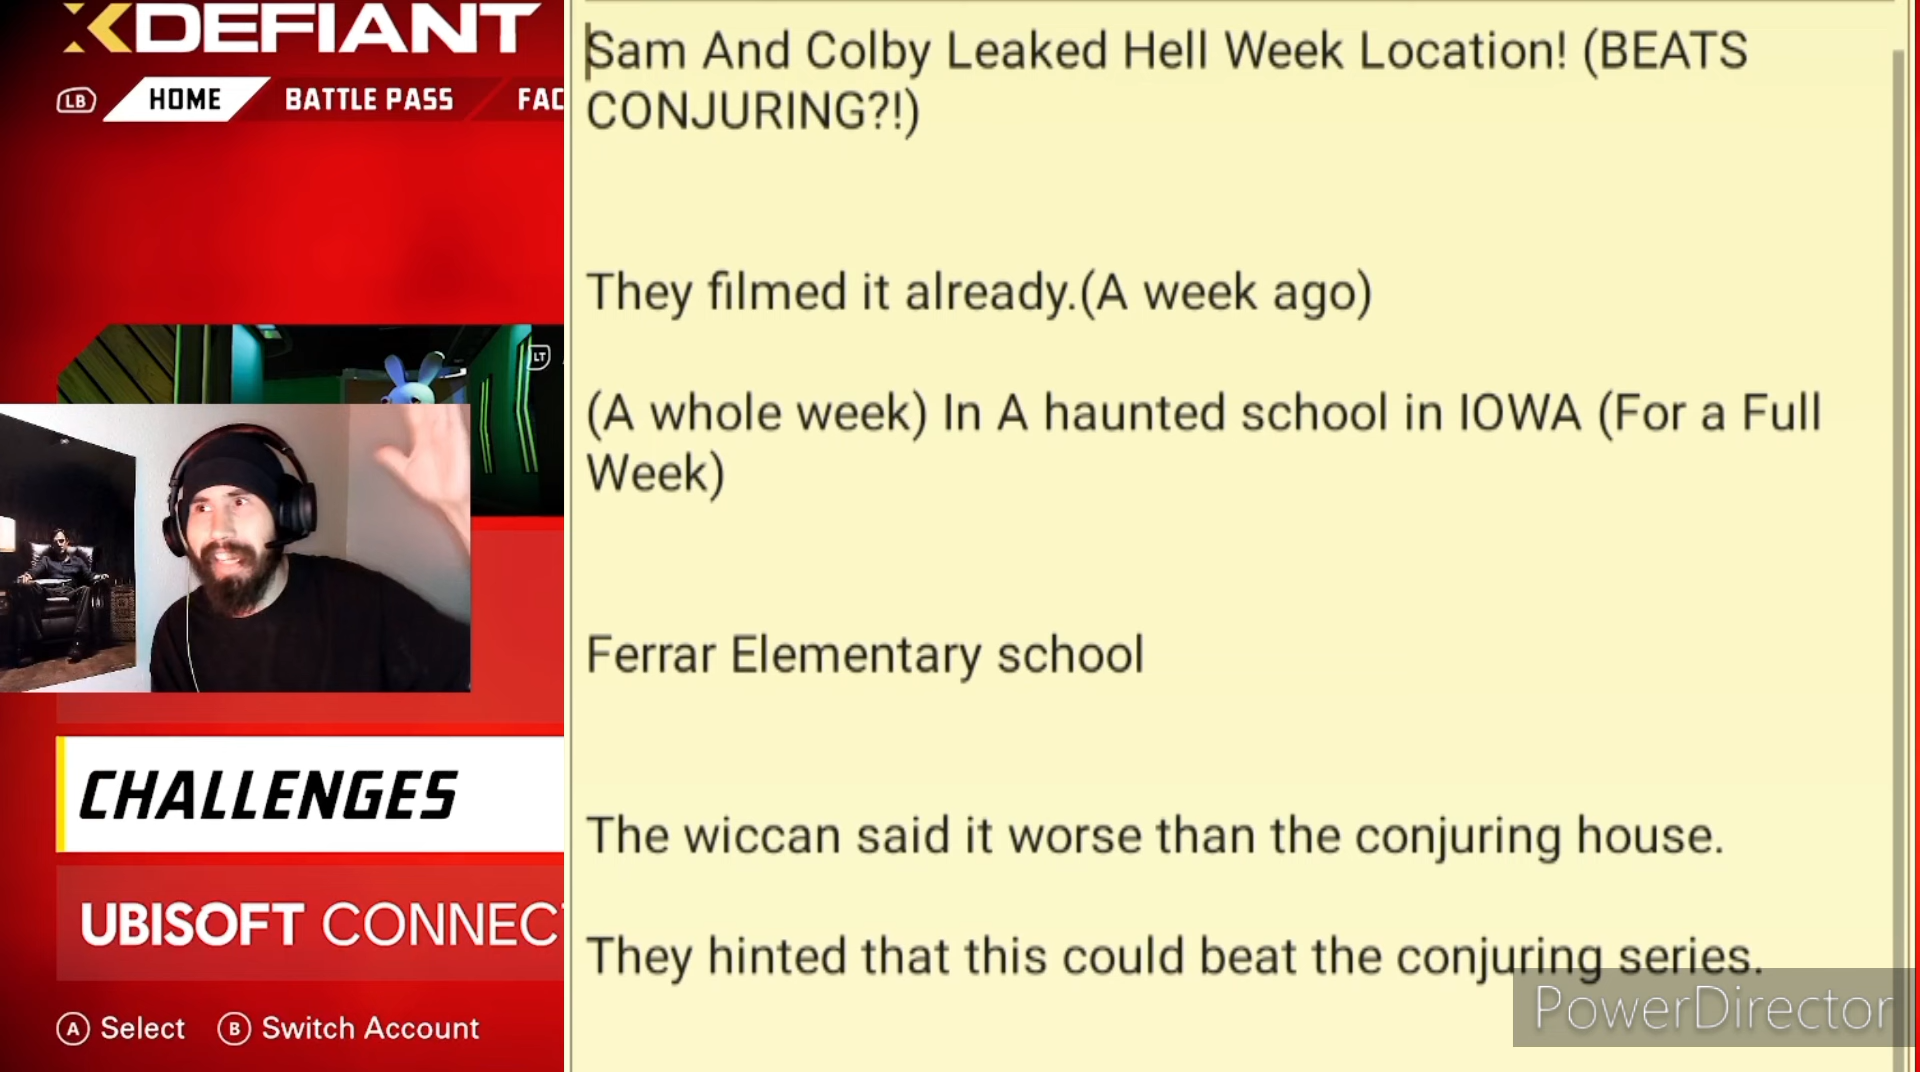 XDEFIANT
LB HOME BATTLE PASS FAC
LT
CHALLENGES
UBISOFT CONNEC
A Select B Switch Account
Sam And Colby Leaked Hell Week Location! (BEATS
CONJURING?!)
They filmed it already.(A week ago)
(A whole week) In A haunted school in IOWA (For a Full
Week)
Ferrar Elementary school
The wiccan said it worse than the conjuring house.
They hinted that this could beat the conjuring series.
PowerDirector